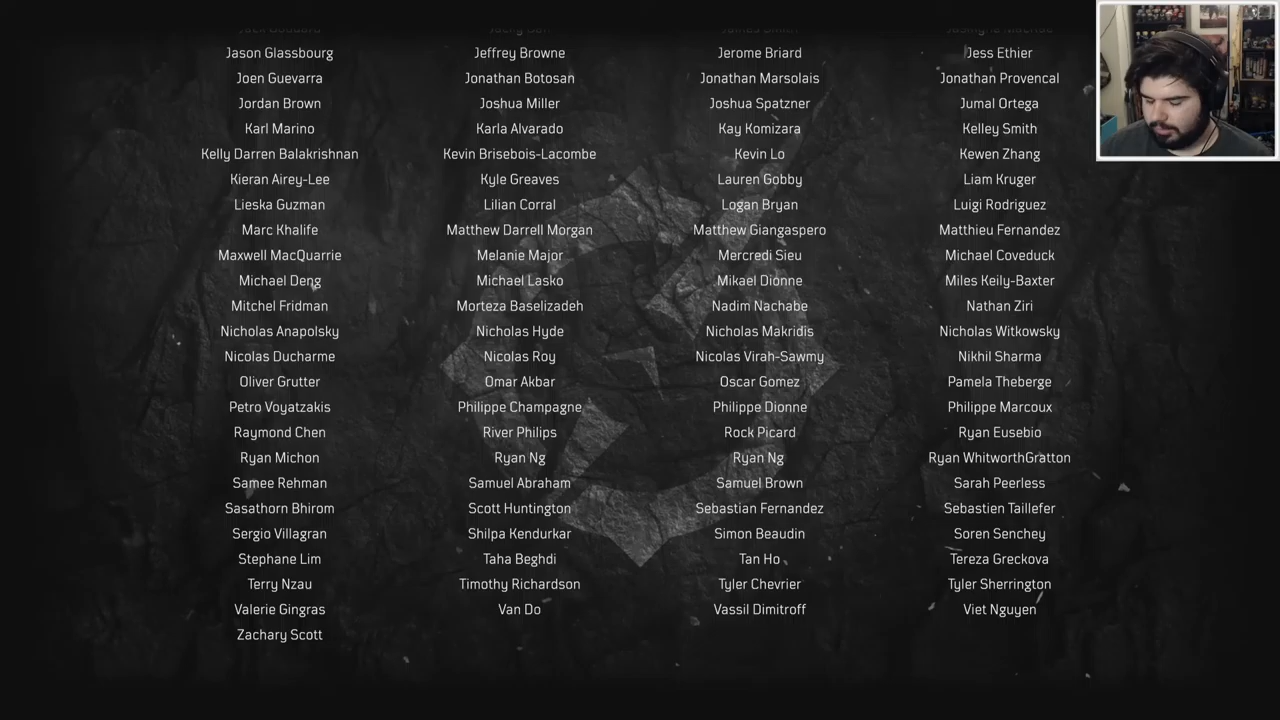 Jason Glassbourg Jeffrey Browne Jerome Briard Jess Ethier
Joen Guevarra Jonathan Botosan Jonathan Marsolais Jonathan Provencal
Jordan Brown Joshua Miller Joshua Spatzner Jumal Ortega
Karl Marino Karla Alvarado Kay Komizara Kelley Smith
Kelly Darren Balakrishnan Kevin Brisebois-Lacombe Kevin Lo Kewen Zhang
Kieran Airey-Lee Kyle Greaves Lauren Gobby Liam Kruger
Lieska Guzman Lilian Corral Logan Bryan Luigi Rodriguez
Marc Khalife Matthew Darrell Morgan Matthew Giangaspero Matthieu Fernandez
Maxwell MacQuarrie Melanie Major Mercredi Sieu Michael Coveduck
Michael Deng Michael Lasko Mikael Dionne Miles Keily-Baxter
Mitchel Fridman Morteza Baselizadeh Nadim Nachabe Nathan Ziri
Nicholas Anapolsky Nicholas Hyde Nicholas Makridis Nicholas Witkowsky
Nicolas Ducharme Nicolas Roy Nicolas Virah-Sawmy Nikhil Sharma
Oliver Grutter Omar Akbar Oscar Gomez Pamela Theberge
Petro Voyatzakis Philippe Champagne Philippe Dionne Philippe Marcoux
Raymond Chen River Philips Rock Picard Ryan Eusebio
Ryan Michon Ryan Ng Ryan Ng Ryan WhitworthGratton
Samee Rehman Samuel Abraham Samuel Brown Sarah Peerless
Sasathorn Bhirom Scott Huntington Sebastian Fernandez Sebastien Taillefer
Sergio Villagran Shilpa Kendurkar Simon Beaudin Soren Senchey
Stephane Lim Taha Beghdi Tan Ho Tereza Greckova
Terry Nzau Timothy Richardson Tyler Chevrier Tyler Sherrington
Valerie Gingras Van Do Vassil Dimitroff Viet Nguyen
Zachary Scott